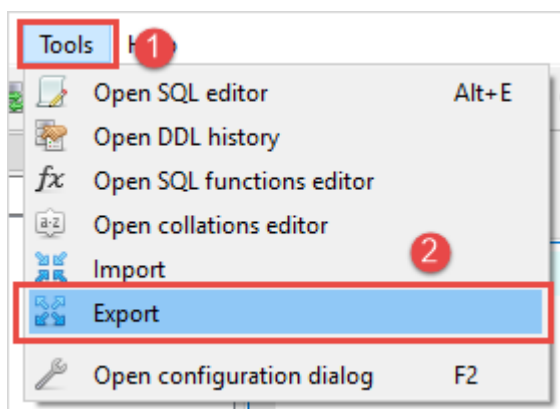 Tools
1
Open SQL editor Alt+E
Open DDL history
fx Open SQL functions editor
a·z Open collations editor
2
Import
Export
Open configuration dialog F2